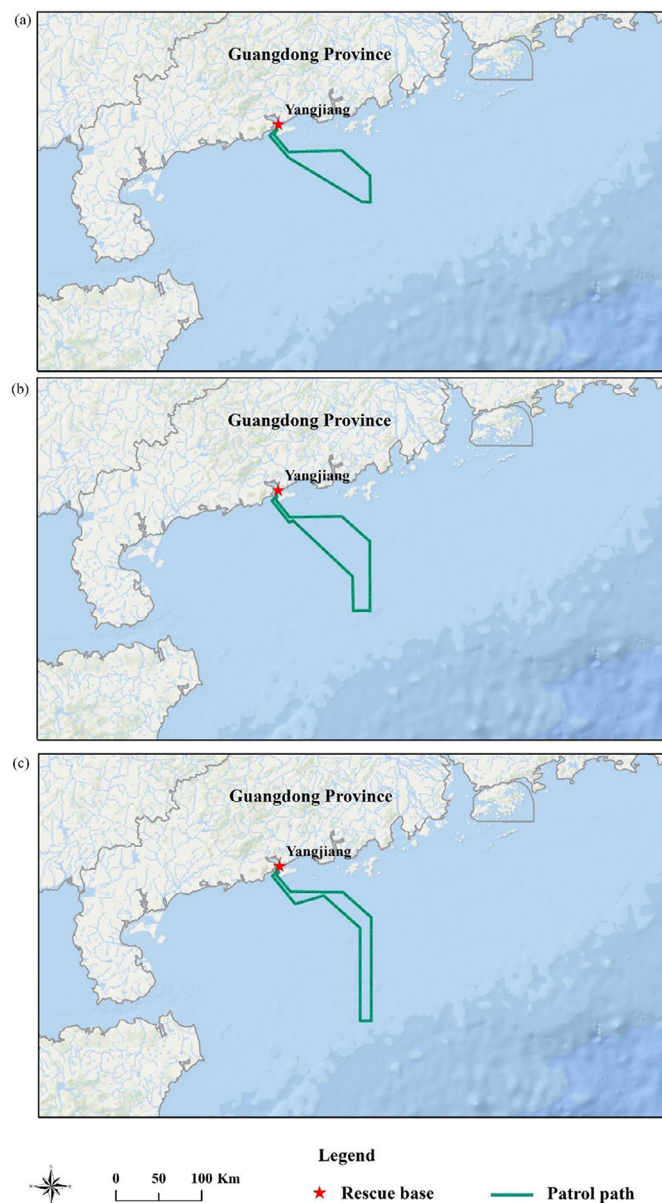 (a)
Guangdong Province
Yangjiang
(b)
Guangdong Province
Yangjiang
(c)
Guangdong Province
Yangjiang
Legend
0 50 100 Km
Rescue base Patrol path